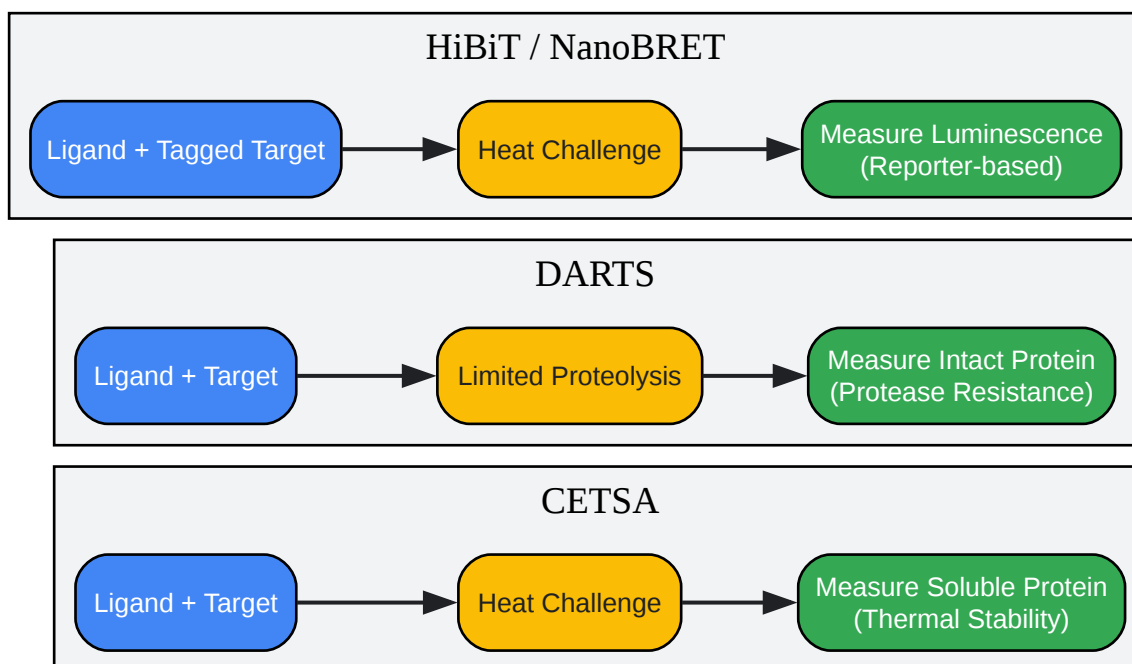 HiBiT / NanoBRET
Ligand + Tagged Target
Heat Challenge
Measure Luminescence
(Reporter-based)
DARTS
Ligand + Target
Limited Proteolysis
Measure Intact Protein
(Protease Resistance)
CETSA
Ligand + Target
Heat Challenge
Measure Soluble Protein
(Thermal Stability)